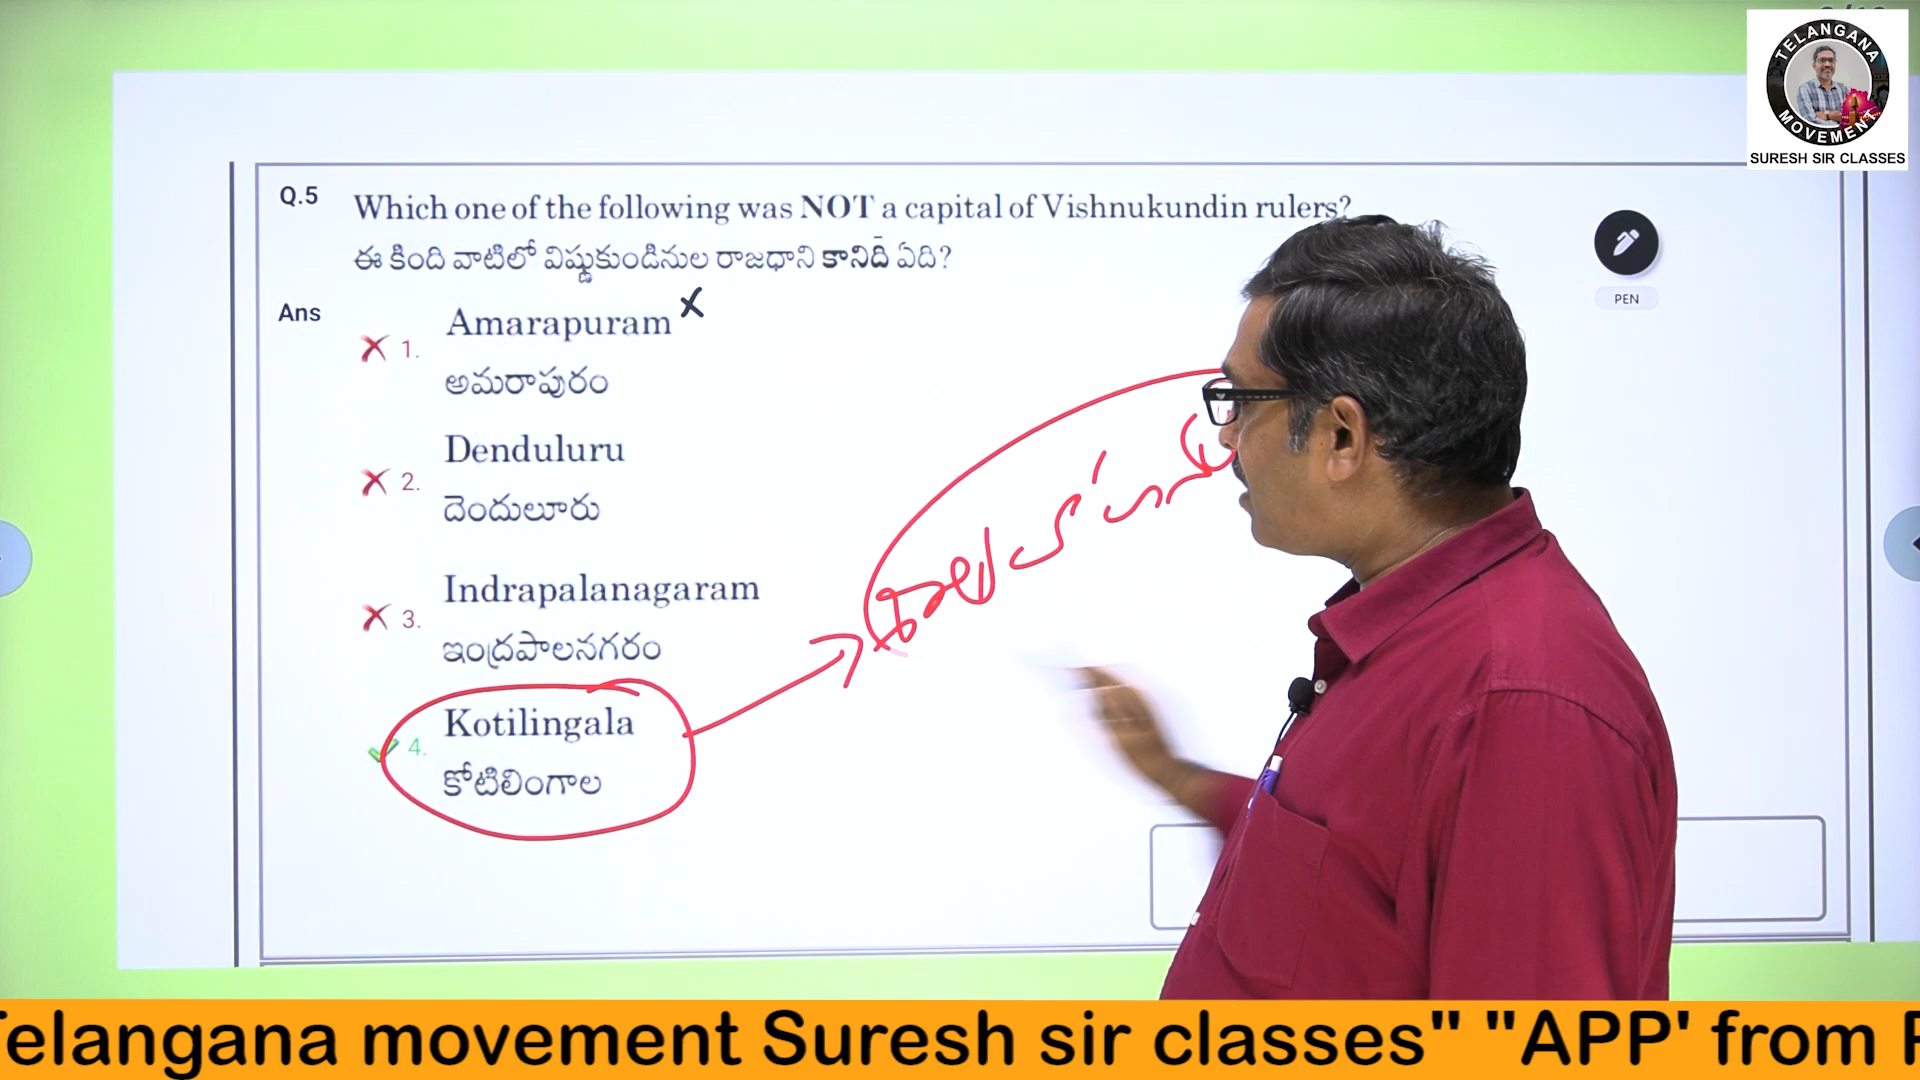 TELANGANA
MOVEMENT
SURESH SIR CLASSES
Q.5 Which one of the following was NOT a capital of Vishnukundin rulers?
ఈ కింది వాటిలో విష్ణుకుండినుల రాజధాని కానిది ఏది?
PEN
Ans
1. Amarapuram
అమరాపురం
2. Denduluru
దెందులూరు
3. Indrapalanagaram
ఇంద్రపాలనగరం
4. Kotilingala
కోటిలింగాల
Telangana movement Suresh sir classes" "APP' from